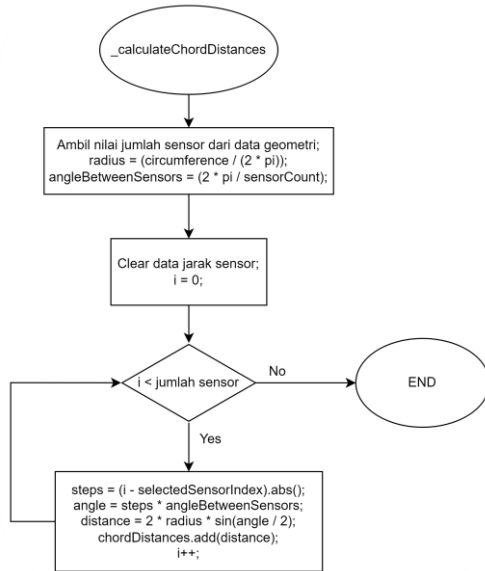 _calculateChordDistances
Ambil nilai jumlah sensor dari data geometri;
radius = (circumference / (2 * pi));
angleBetweenSensors = (2 * pi / sensorCount);
Clear data jarak sensor;
i = 0;
i < jumlah sensor
No
END
Yes
steps = (i - selectedSensorIndex).abs();
angle = steps * angleBetweenSensors;
distance = 2 * radius * sin(angle / 2);
chordDistances.add(distance);
i++;